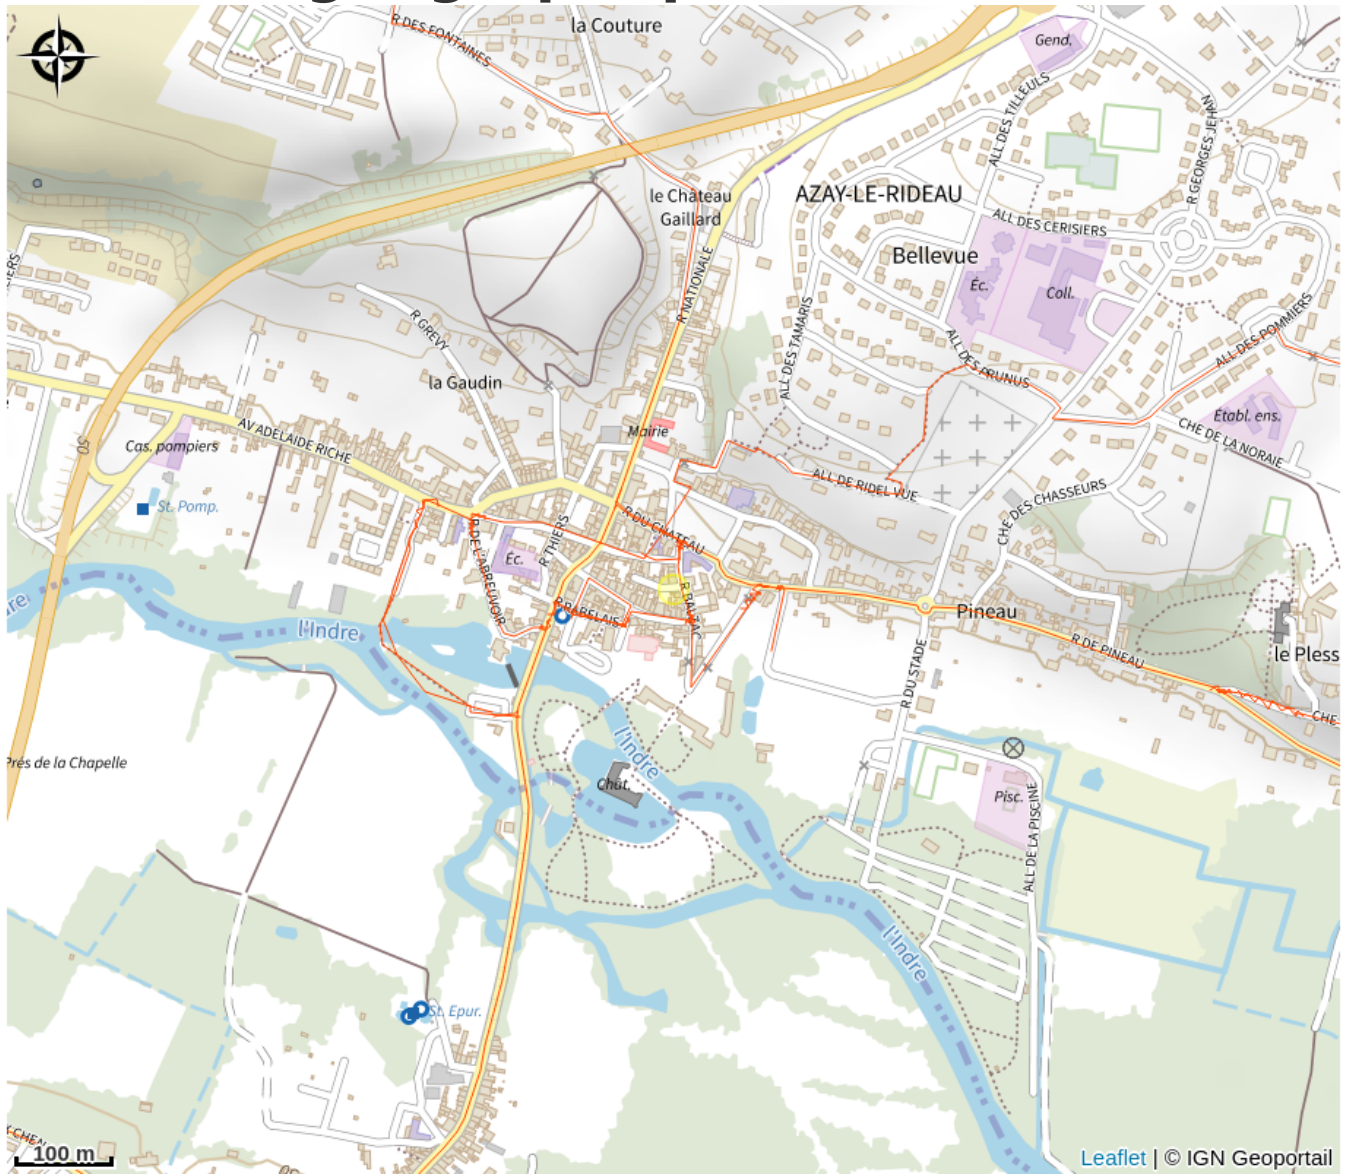 la Couture
R DES FONTAINES
Gend.
ALL DES TILLEULS
R GEORGES JEHAN
le Château
Gaillard
AZAY-LE-RIDEAU
ALL DES CERISIERS
Bellevue
Éc.
Coll.
R NATIONALE
ALL DES TAMARIS
R GREVY
ALL DES POMMIERS
ALL DES PRUNUS
la Gaudin
Établ. ens.
Mairie
AV ADELAIDE RICHE
CHE DE LA NORAIE
Cas. pompiers
50
ALL DE RIDEL VUE
CHE DES CHASSEURS
St. Pomp.
R DU CHATEAU
R THIERS
R DE L'ABREUVOIR
Éc.
R RABELAIS
R BALZAC
Pineau
l'Indre
R DE PINEAU
le Pless
R DU STADE
CHE
l'Indre
Prés de la Chapelle
Chât.
Pisc.
ALL DE LA PISCINE
l'Indre
St. Epur.
100 m
Leaflet | © IGN Geoportail